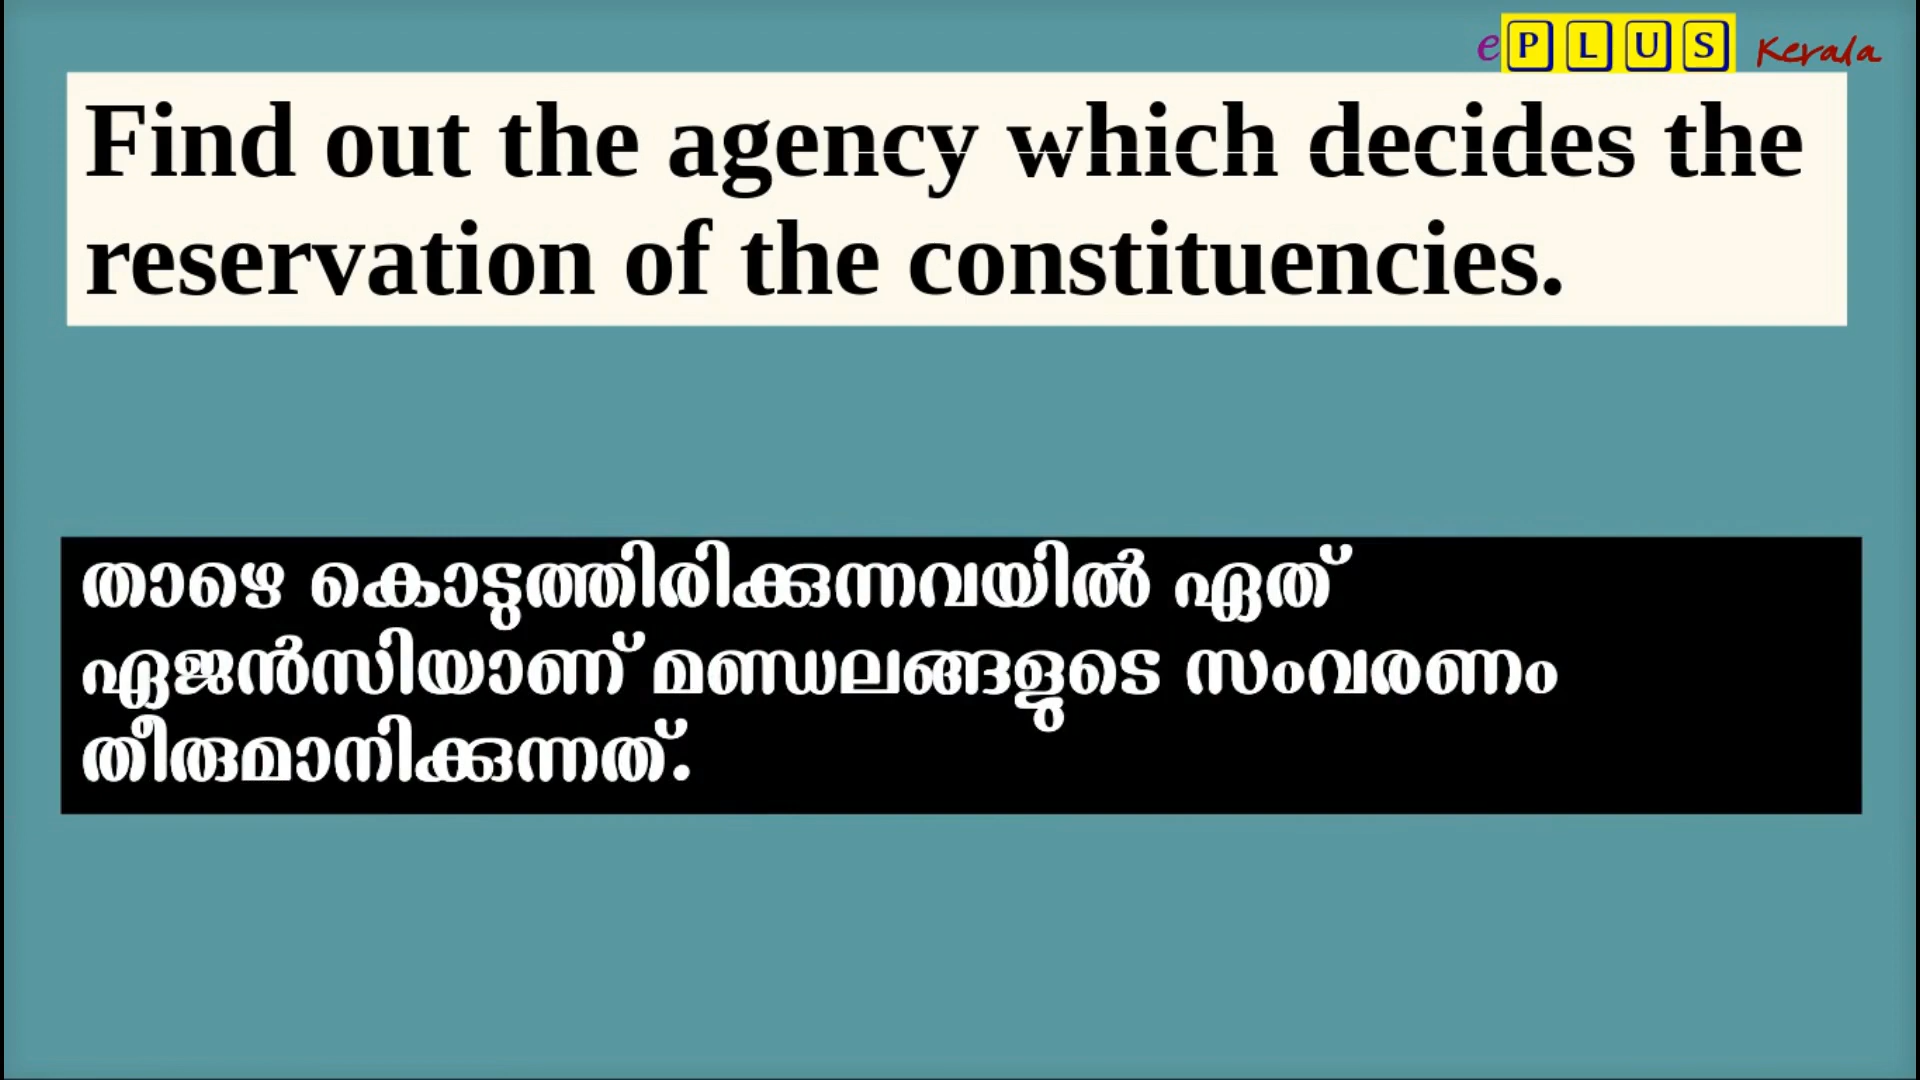 ePLUS Kerala
Find out the agency which decides the
reservation of the constituencies.
താഴെ കൊടുത്തിരിക്കുന്നവയിൽ ഏത്
ഏജൻസിയാണ് മണ്ഡലങ്ങളുടെ സംവരണം
തീരുമാനിക്കുന്നത്.